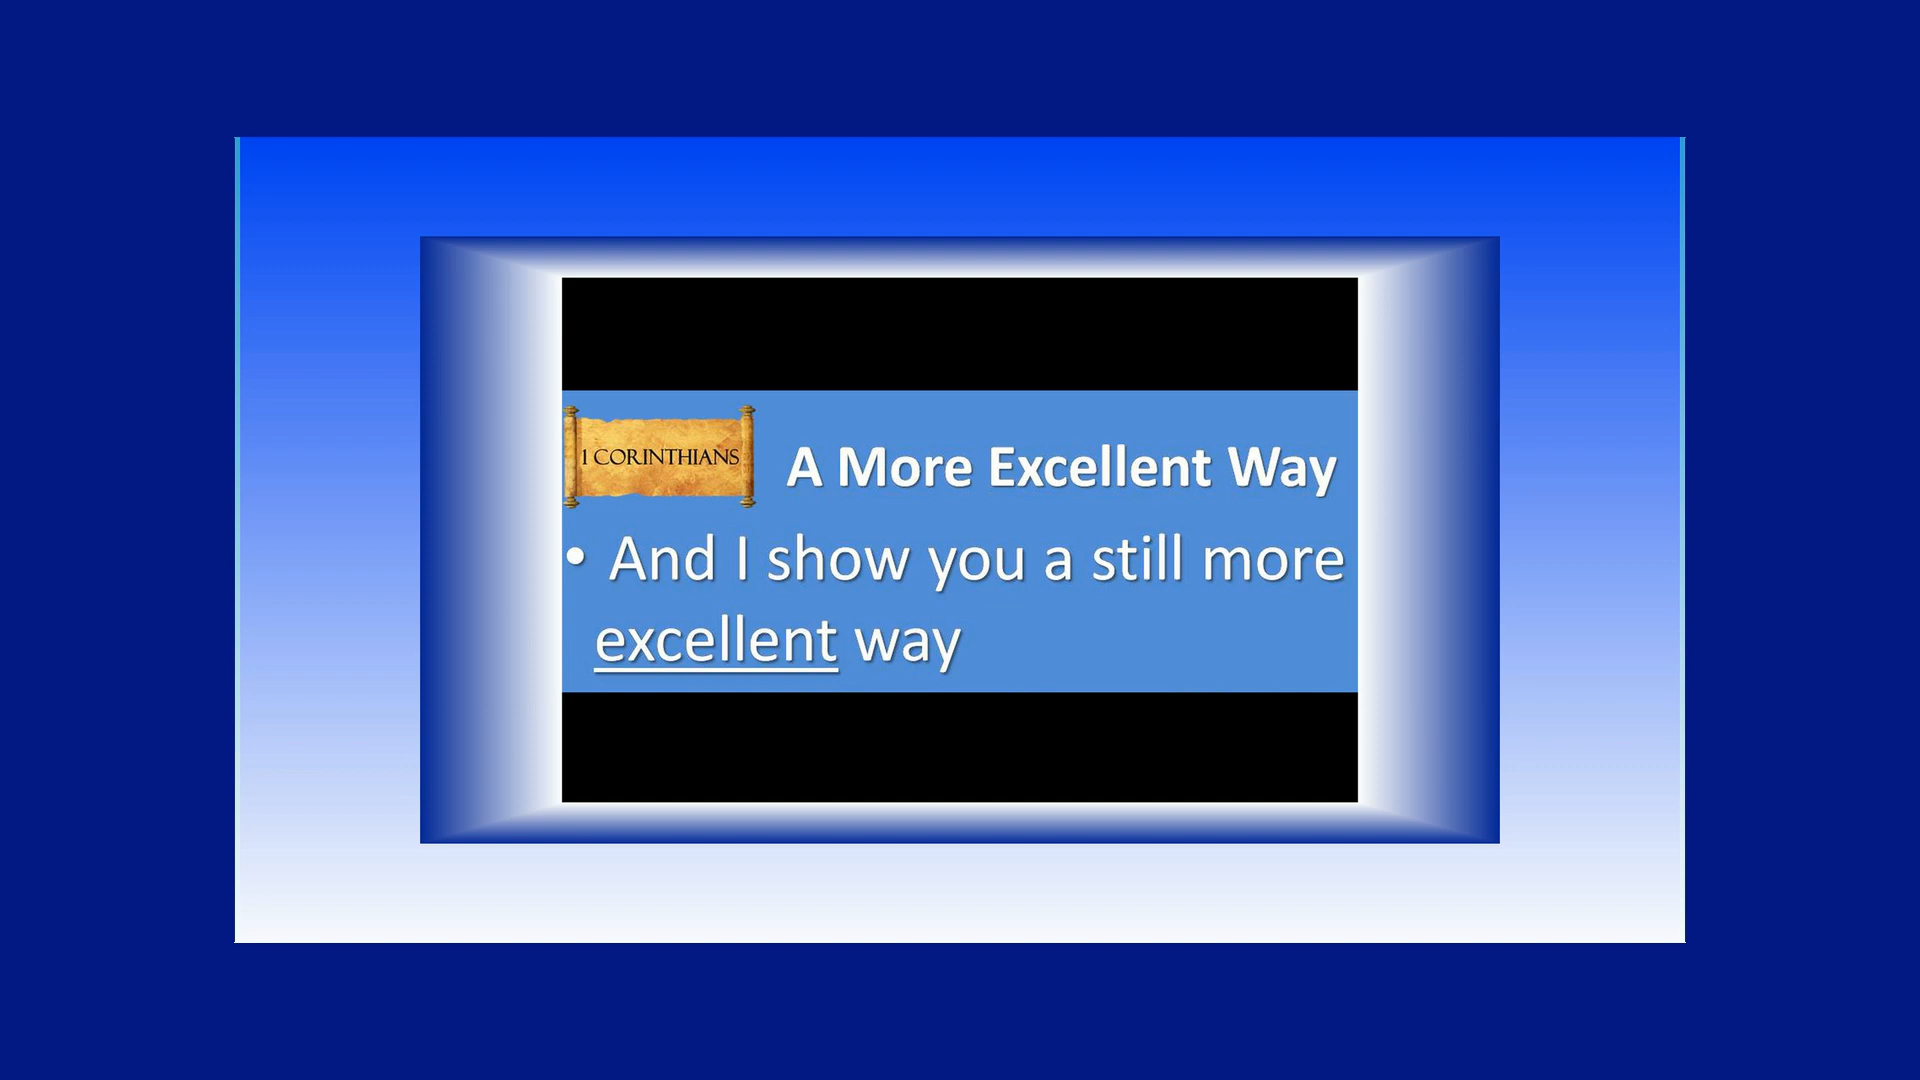 1 CORINTHIANS
A More Excellent Way
• And I show you a still more
excellent way